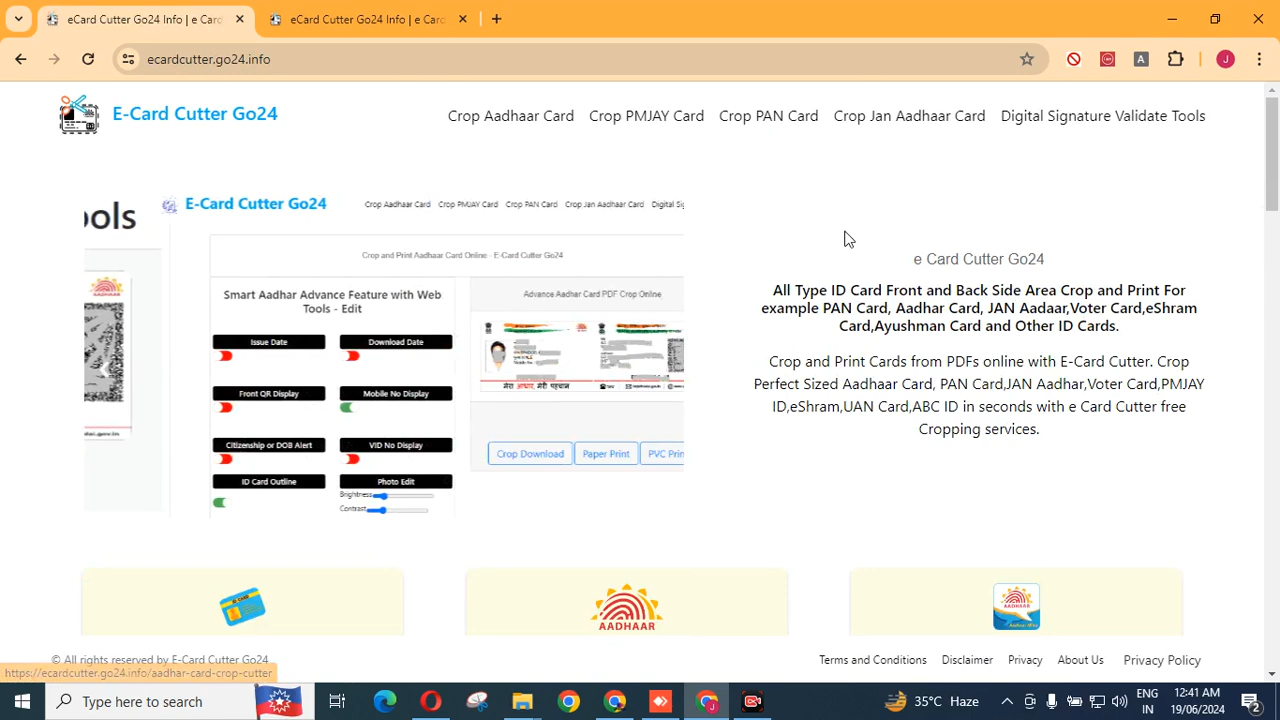 eCard Cutter Go24 Info | e Card
eCard Cutter Go24 Info | e Card
ecardcutter.go24.info
A
J
E-Card Cutter Go24
Crop Aadhaar Card
Crop PMJAY Card
Crop PAN Card
Crop Jan Aadhaar Card
Digital Signature Validate Tools
ools
E-Card Cutter Go24
Crop Aadhaar Card
Crop PMJAY Card
Crop PAN Card
Crop Jan Aadhaar Card
Digital Si
Crop and Print Aadhaar Card Online - E-Card Cutter Go24
Smart Aadhar Advance Feature with Web
Tools - Edit
Issue Date
Download Date
Front QR Display
Mobile No Display
Citizenship or DOB Alert
VID No Display
ID Card Outline
Photo Edit
Brightness
Contrast
Advance Aadhar Card PDF Crop Online
मेरा आधार, मेरी पहचान
Crop Download
Paper Print
PVC Prin
e Card Cutter Go24
All Type ID Card Front and Back Side Area Crop and Print For
example PAN Card, Aadhar Card, JAN Aadaar,Voter Card,eShram
Card,Ayushman Card and Other ID Cards.
Crop and Print Cards from PDFs online with E-Card Cutter. Crop
Perfect Sized Aadhaar Card, PAN Card,JAN Aadhar,Voter Card,PMJAY
ID,eShram,UAN Card,ABC ID in seconds with e Card Cutter free
Cropping services.
ID CARD
AADHAAR
AADHAAR
© All rights reserved by E-Card Cutter Go24
Terms and Conditions
Disclaimer
Privacy
About Us
Privacy Policy
https://ecardcutter.go24.info/aadhar-card-crop-cutter
Type here to search
35°C Haze
ENG
IN
12:41 AM
19/06/2024
2